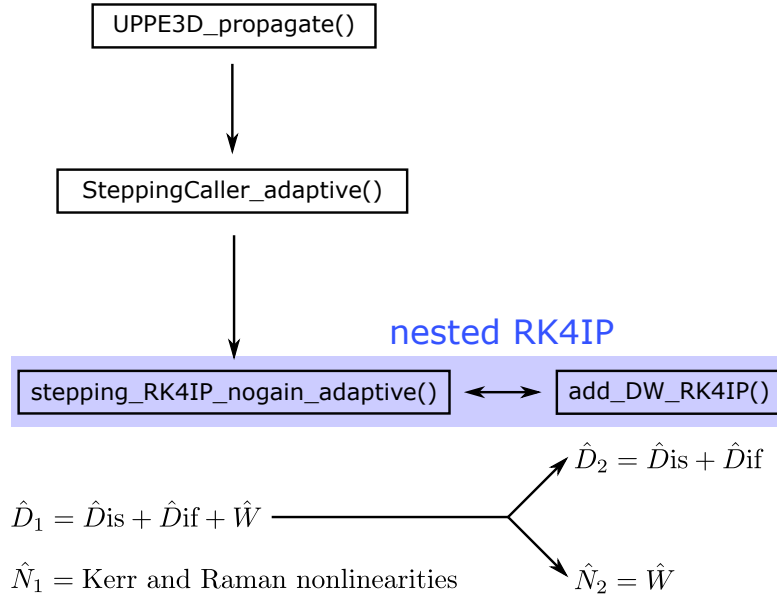 UPPE3D_propagate()
SteppingCaller_adaptive()
nested RK4IP
stepping_RK4IP_nogain_adaptive()
add_DW_RK4IP()
D̂₂ = D̂is + D̂if
D̂₁ = D̂is + D̂if + Ŵ
N̂₁ = Kerr and Raman nonlinearities
N̂₂ = Ŵ